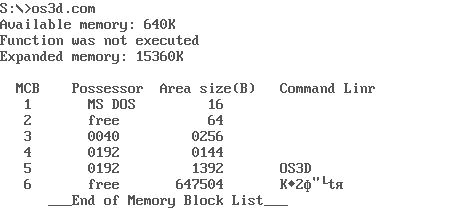 S:\>os3d.com
Available memory: 640K
Function was not executed
Expanded memory: 15360K
MCB Possessor Area size(B) Command Linr
1 MS DOS 16
2 free 64
3 0040 0256
4 0192 0144
5 0192 1392 OS3D
6 free 647504 K♦2ф"└tя
___End of Memory Block List___